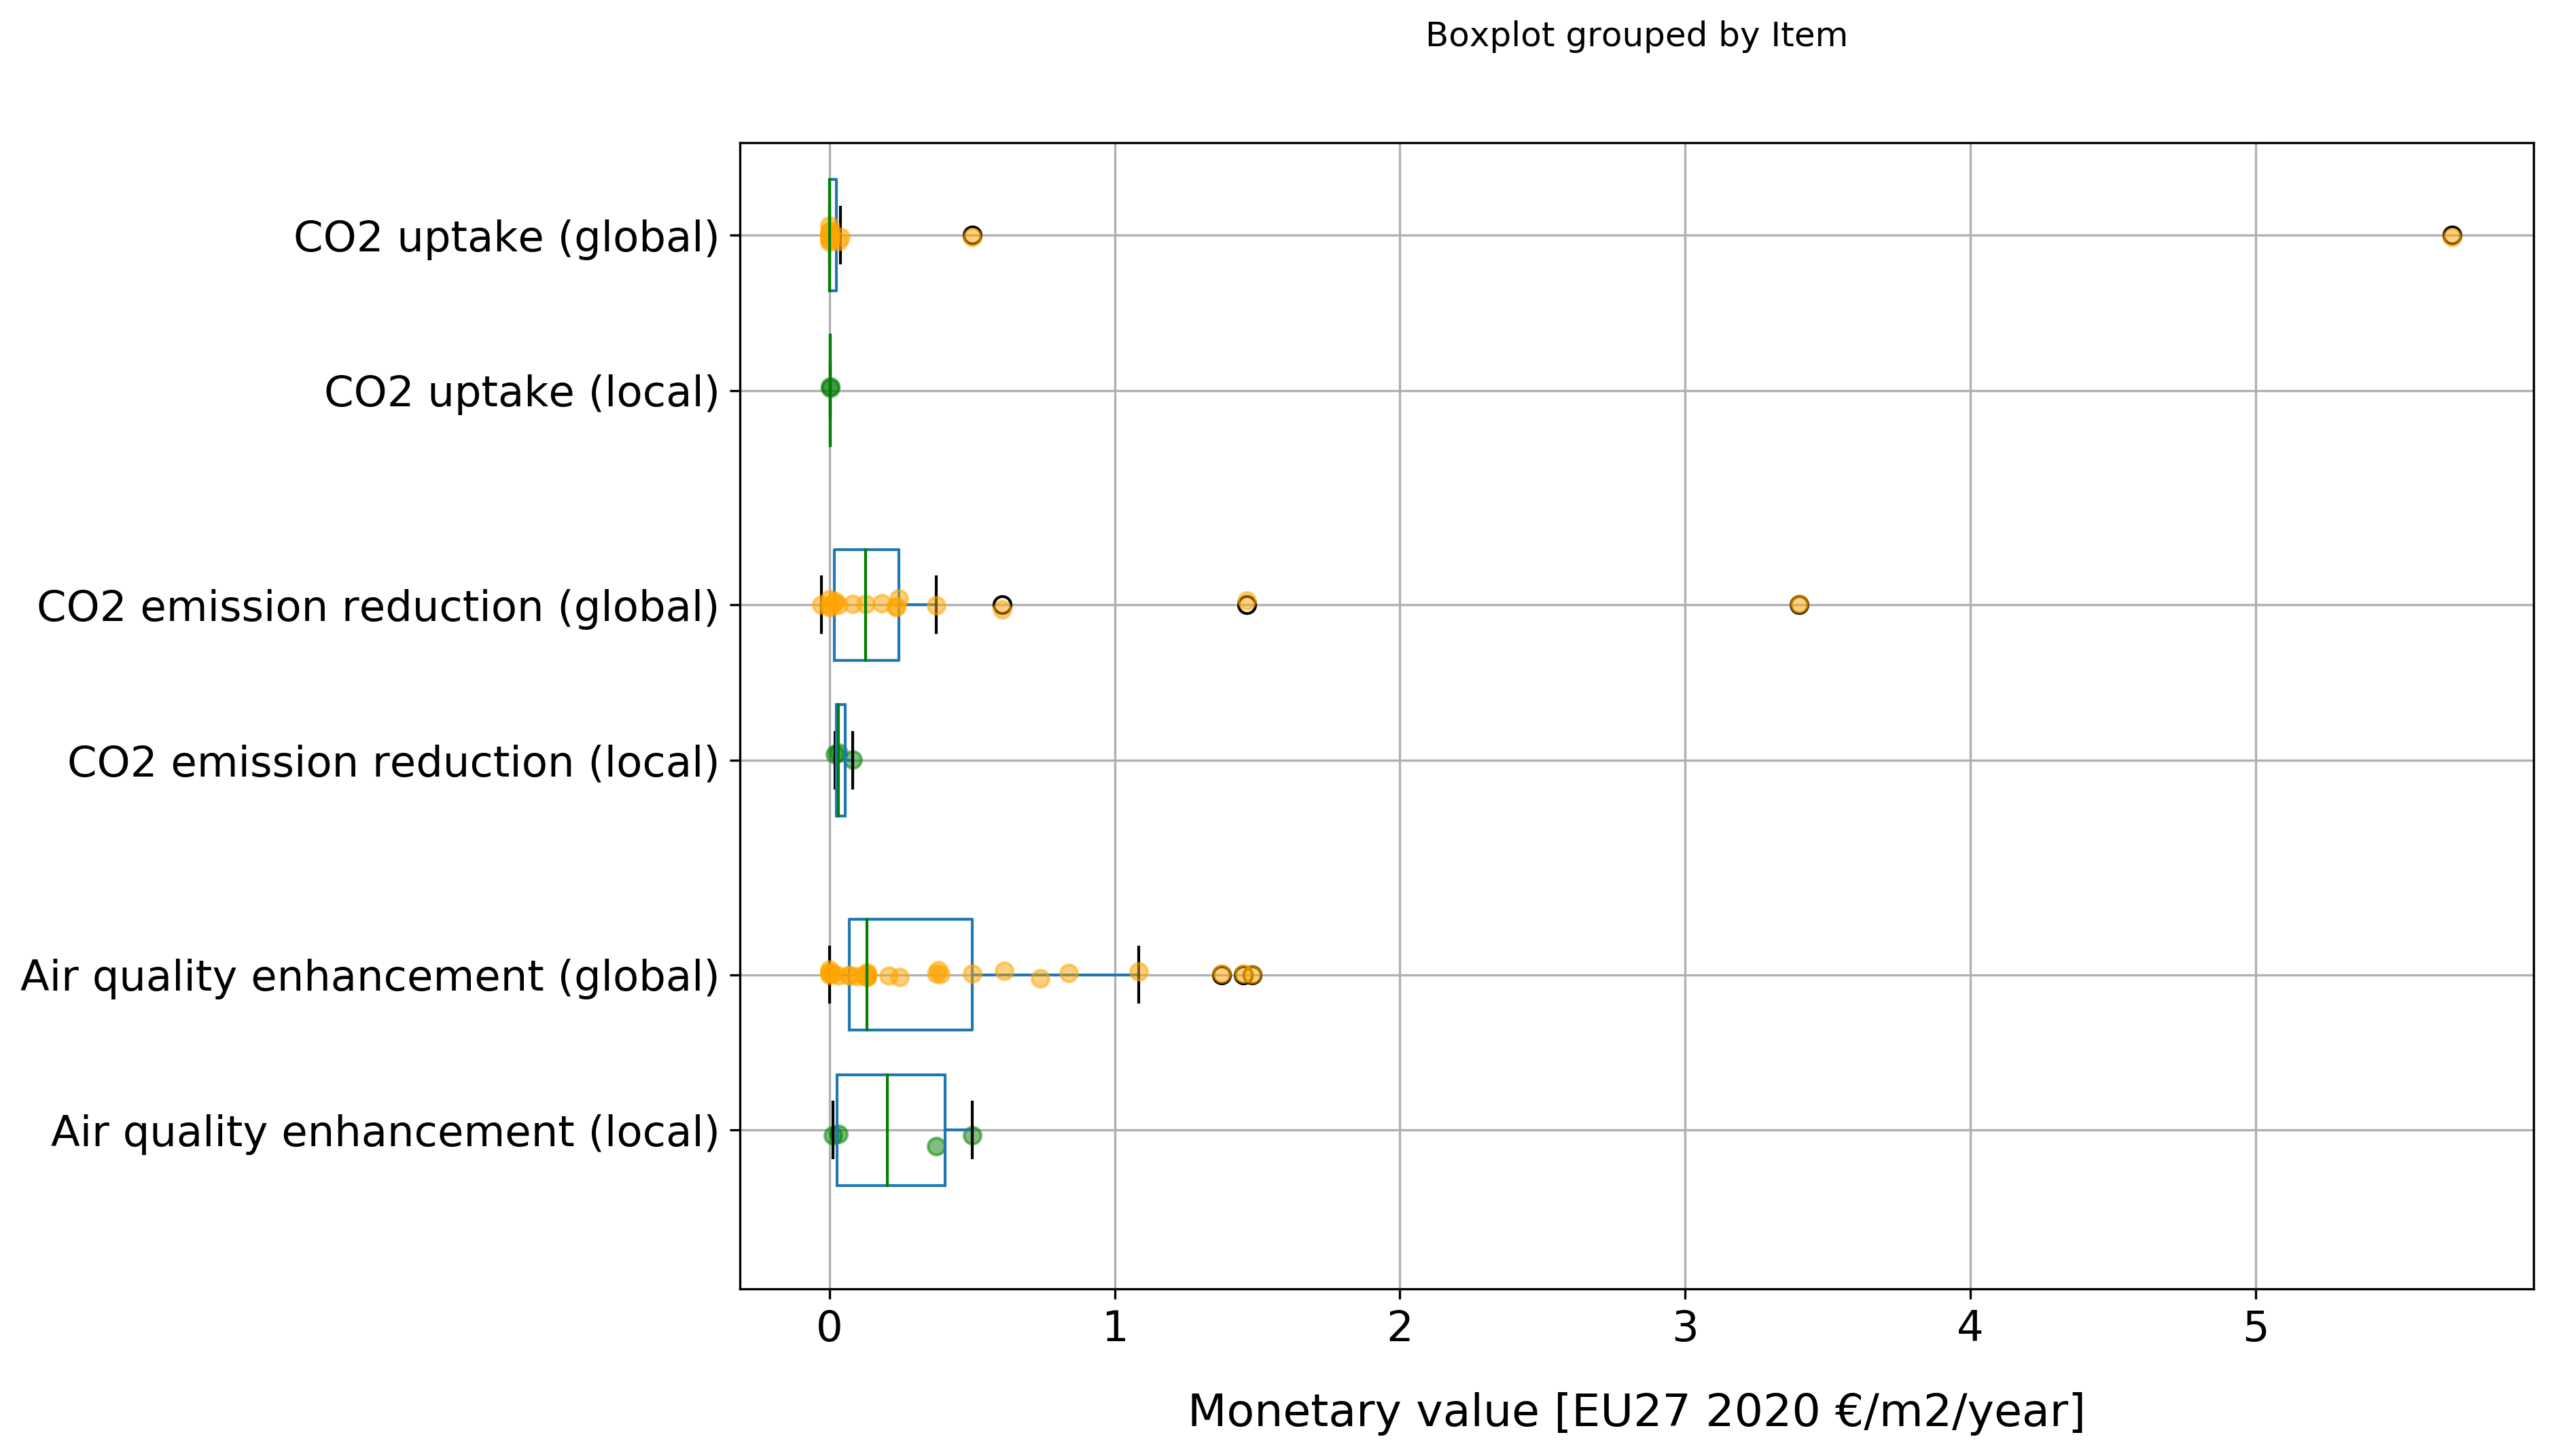 Boxplot grouped by Item
CO2 uptake (global)
CO2 uptake (local)
CO2 emission reduction (global)
CO2 emission reduction (local)
Air quality enhancement (global)
Air quality enhancement (local)
0 1 2 3 4 5
Monetary value [EU27 2020 €/m2/year]